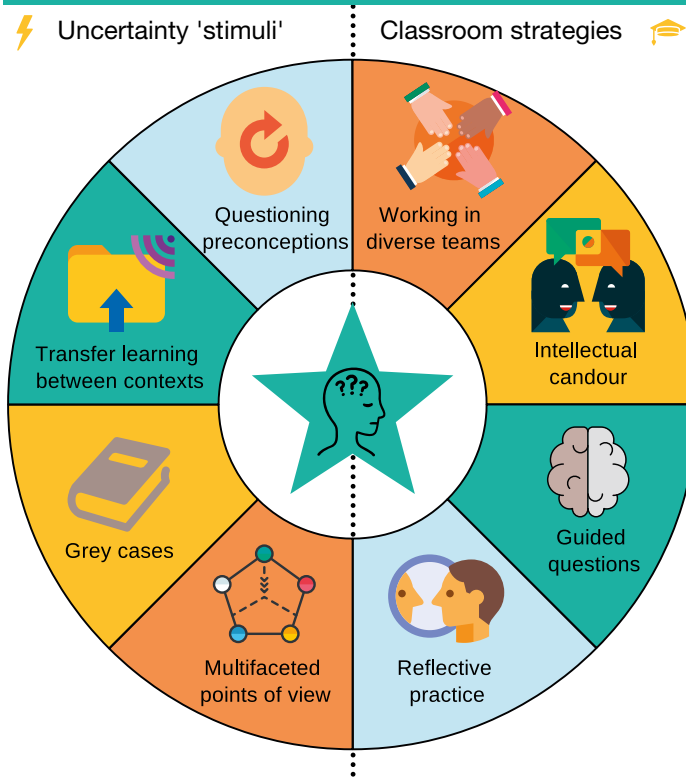 Uncertainty 'stimuli'
Classroom strategies
Questioning
preconceptions
Working in
diverse teams
Transfer learning
between contexts
Intellectual
candour
Grey cases
Guided
questions
Multifaceted
points of view
Reflective
practice
???